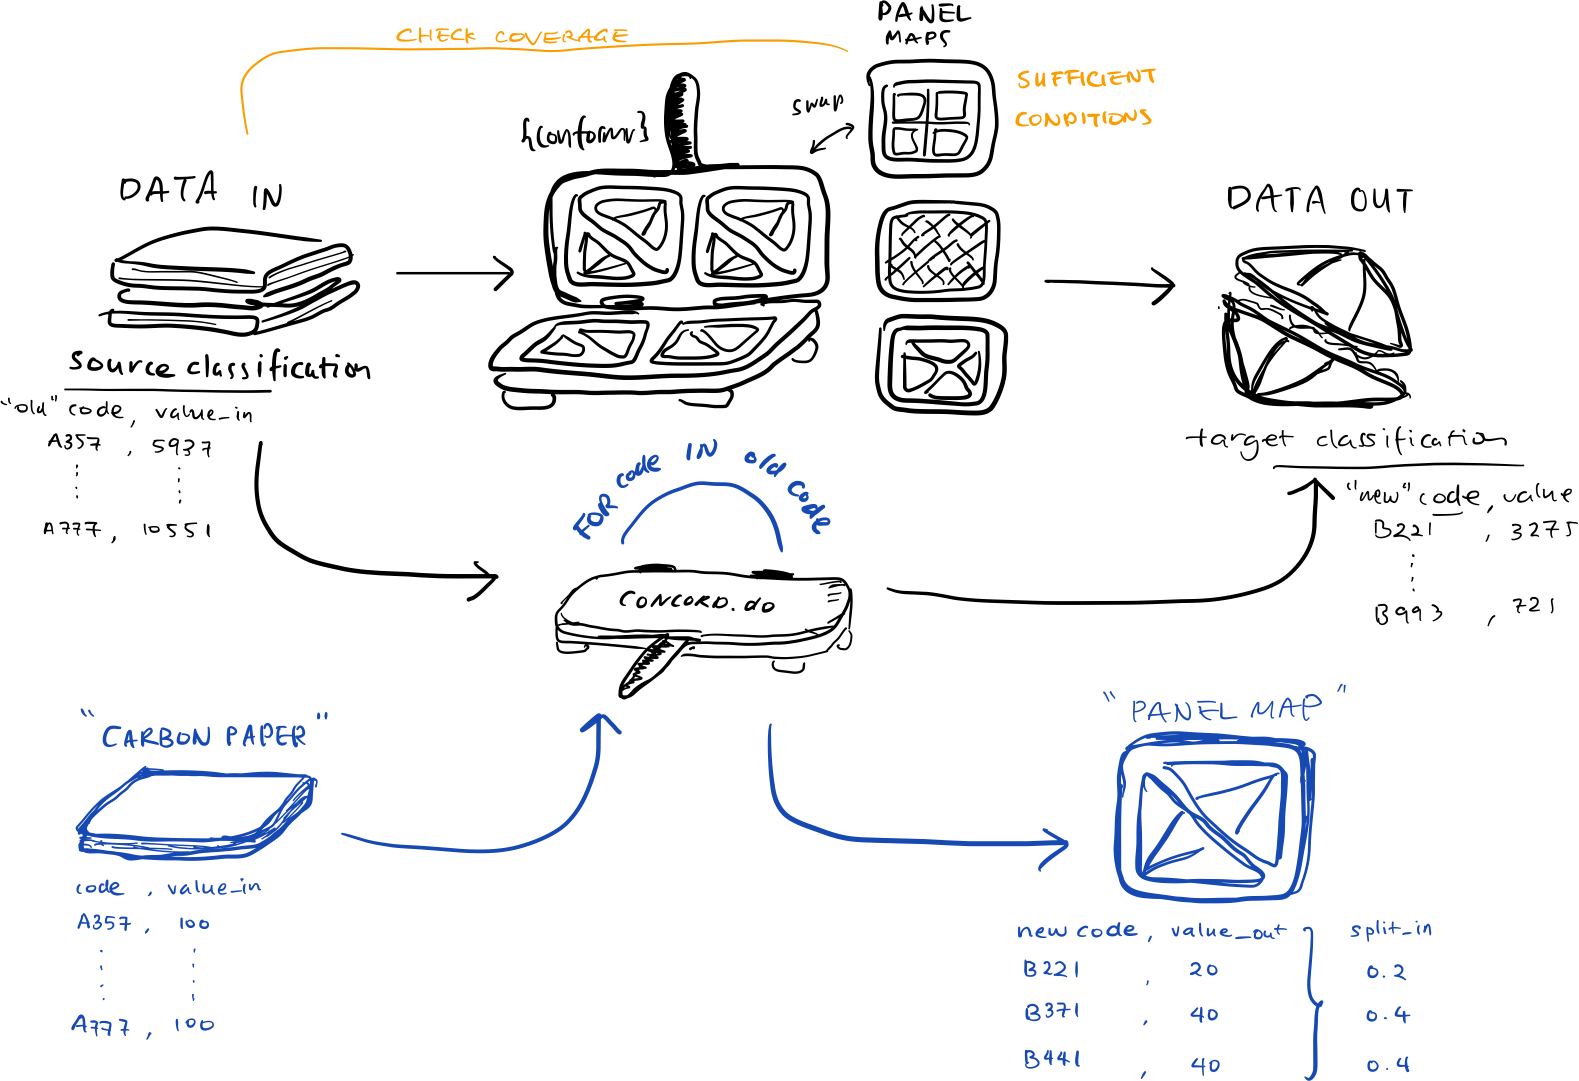 CHECK COVERAGE
PANEL
MAPS
SUFFICIENT
CONDITIONS
swap
{conformr}
DATA IN
DATA OUT
source classification
"old" code, value_in
A357, 5937
A777, 10551
target classification
"new" code, value
B221, 3275
B993, 721
FOR code IN old code
CONCORD.do
"CARBON PAPER"
code, value_in
A357, 100
A777, 100
"PANEL MAP"
new code, value_out } split_in
B221, 20 0.2
B371, 40 0.4
B441, 40 0.4